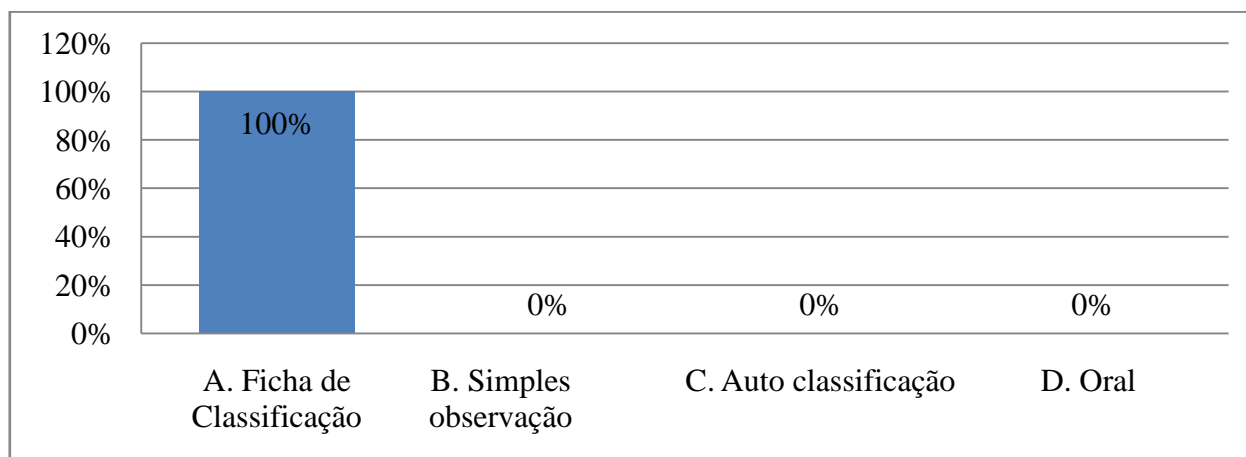 120%
100%
80%
60%
40%
20%
0%
100%
0%
0%
0%
A. Ficha de
Classificação
B. Simples
observação
C. Auto classificação
D. Oral